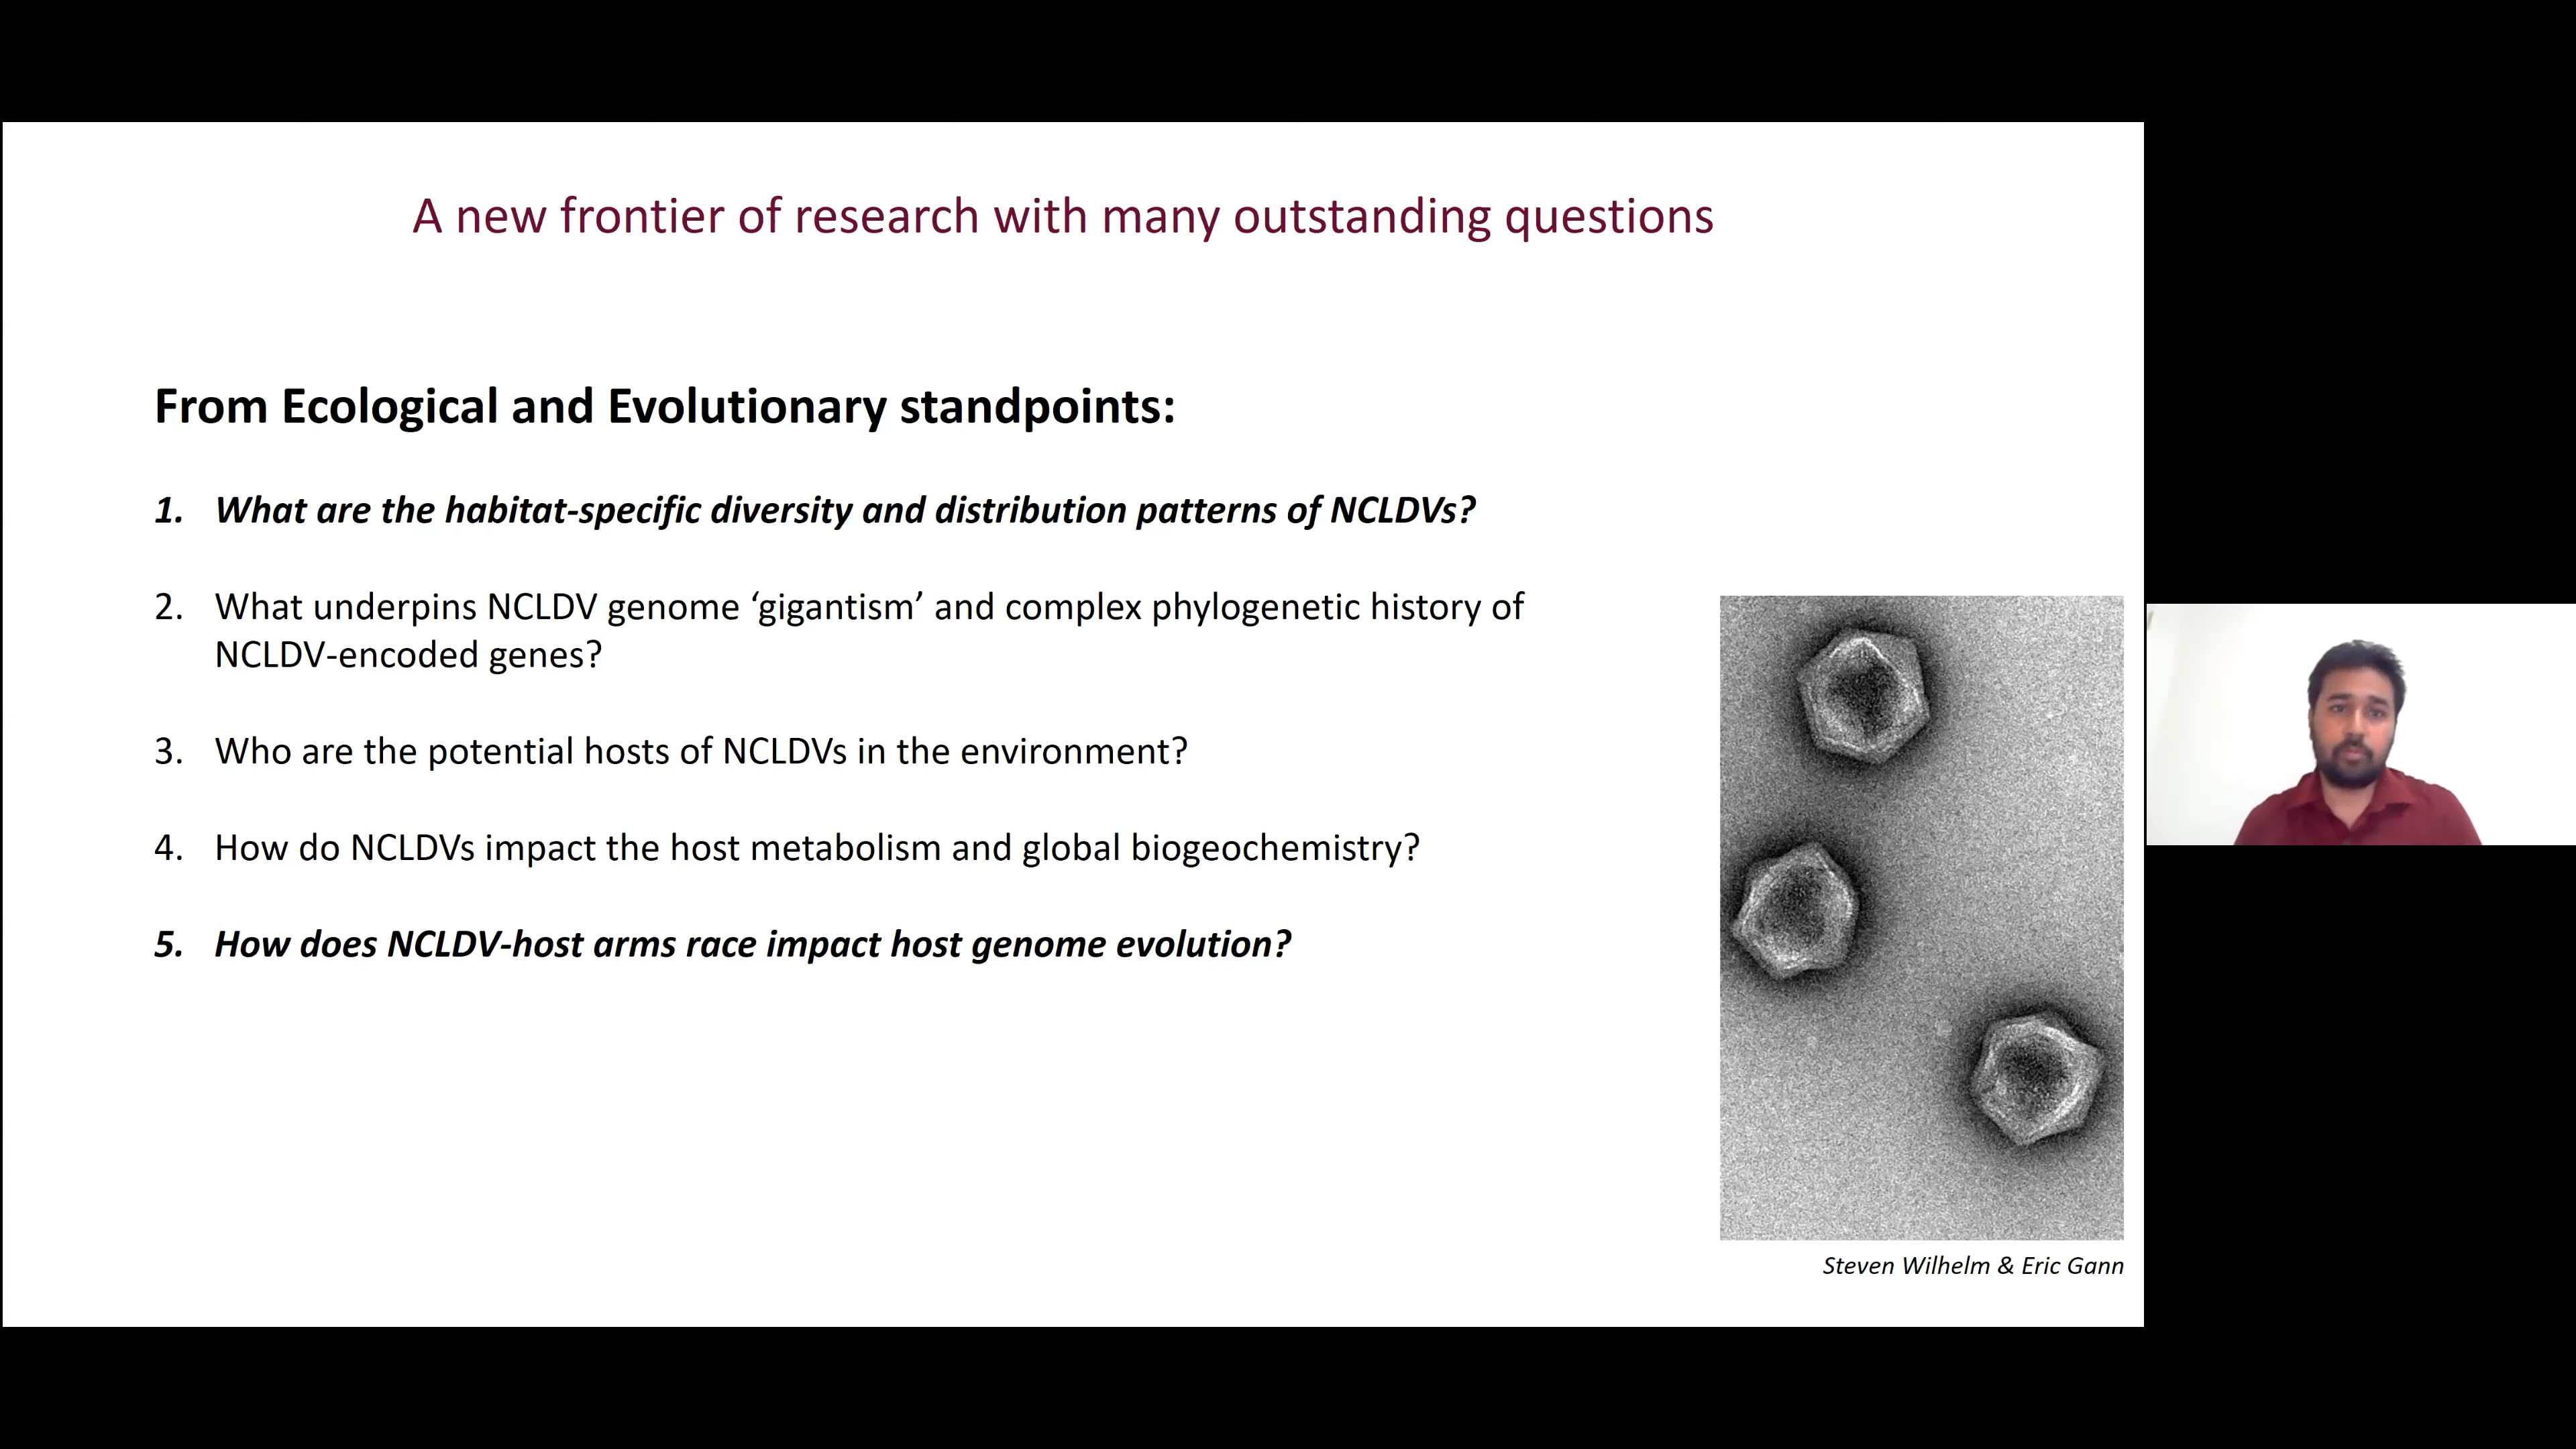 A new frontier of research with many outstanding questions
From Ecological and Evolutionary standpoints:
1. What are the habitat-specific diversity and distribution patterns of NCLDVs?
2. What underpins NCLDV genome ‘gigantism’ and complex phylogenetic history of
NCLDV-encoded genes?
3. Who are the potential hosts of NCLDVs in the environment?
4. How do NCLDVs impact the host metabolism and global biogeochemistry?
5. How does NCLDV-host arms race impact host genome evolution?
Steven Wilhelm & Eric Gann